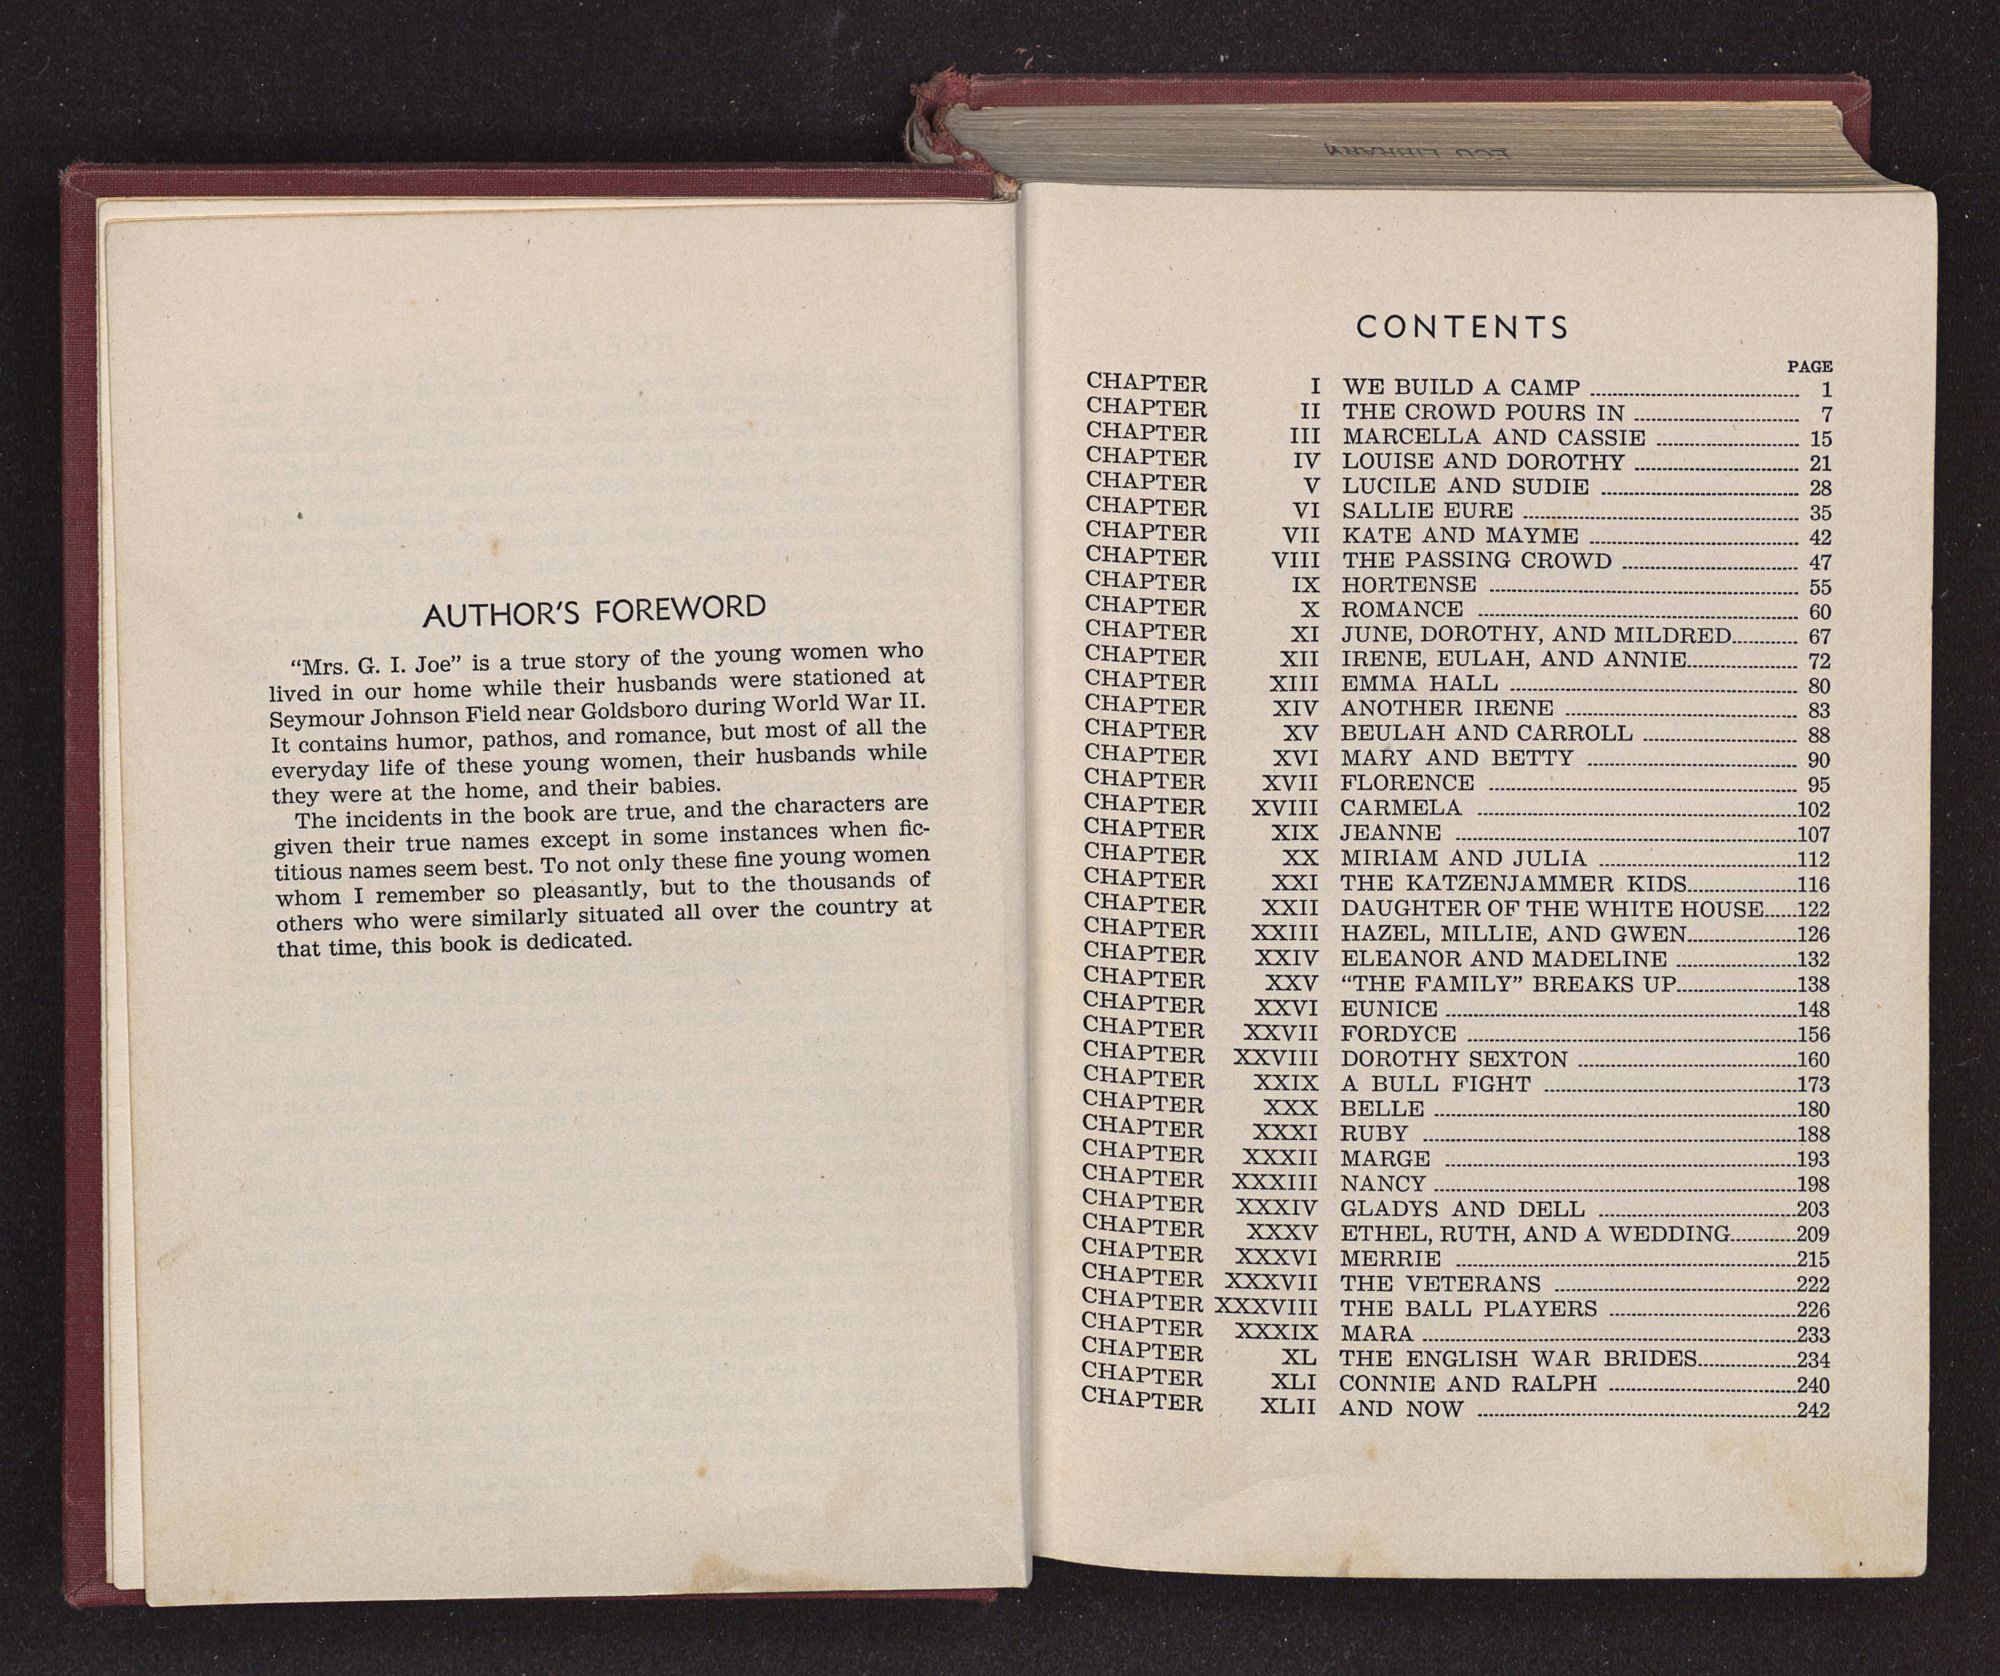 AUTHOR'S FOREWORD
"Mrs. G. I. Joe" is a true story of the young women who
lived in our home while their husbands were stationed at
Seymour Johnson Field near Goldsboro during World War II.
It contains humor, pathos, and romance, but most of all the
everyday life of these young women, their husbands while
they were at the home, and their babies.
The incidents in the book are true, and the characters are
given their true names except in some instances when fic-
titious names seem best. To not only these fine young women
whom I remember so pleasantly, but to the thousands of
others who were similarly situated all over the country at
that time, this book is dedicated.
ECU LIBRARY
CONTENTS
PAGE
CHAPTER I WE BUILD A CAMP 1
CHAPTER II THE CROWD POURS IN 7
CHAPTER III MARCELLA AND CASSIE 15
CHAPTER IV LOUISE AND DOROTHY 21
CHAPTER V LUCILE AND SUDIE 28
CHAPTER VI SALLIE EURE 35
CHAPTER VII KATE AND MAYME 42
CHAPTER VIII THE PASSING CROWD 47
CHAPTER IX HORTENSE 55
CHAPTER X ROMANCE 60
CHAPTER XI JUNE, DOROTHY, AND MILDRED 67
CHAPTER XII IRENE, EULAH, AND ANNIE 72
CHAPTER XIII EMMA HALL 80
CHAPTER XIV ANOTHER IRENE 83
CHAPTER XV BEULAH AND CARROLL 88
CHAPTER XVI MARY AND BETTY 90
CHAPTER XVII FLORENCE 95
CHAPTER XVIII CARMELA 102
CHAPTER XIX JEANNE 107
CHAPTER XX MIRIAM AND JULIA 112
CHAPTER XXI THE KATZENJAMMER KIDS 116
CHAPTER XXII DAUGHTER OF THE WHITE HOUSE 122
CHAPTER XXIII HAZEL, MILLIE, AND GWEN 126
CHAPTER XXIV ELEANOR AND MADELINE 132
CHAPTER XXV "THE FAMILY" BREAKS UP 138
CHAPTER XXVI EUNICE 148
CHAPTER XXVII FORDYCE 156
CHAPTER XXVIII DOROTHY SEXTON 160
CHAPTER XXIX A BULL FIGHT 173
CHAPTER XXX BELLE 180
CHAPTER XXXI RUBY 188
CHAPTER XXXII MARGE 193
CHAPTER XXXIII NANCY 198
CHAPTER XXXIV GLADYS AND DELL 203
CHAPTER XXXV ETHEL, RUTH, AND A WEDDING 209
CHAPTER XXXVI MERRIE 215
CHAPTER XXXVII THE VETERANS 222
CHAPTER XXXVIII THE BALL PLAYERS 226
CHAPTER XXXIX MARA 233
CHAPTER XL THE ENGLISH WAR BRIDES 234
CHAPTER XLI CONNIE AND RALPH 240
CHAPTER XLII AND NOW 242